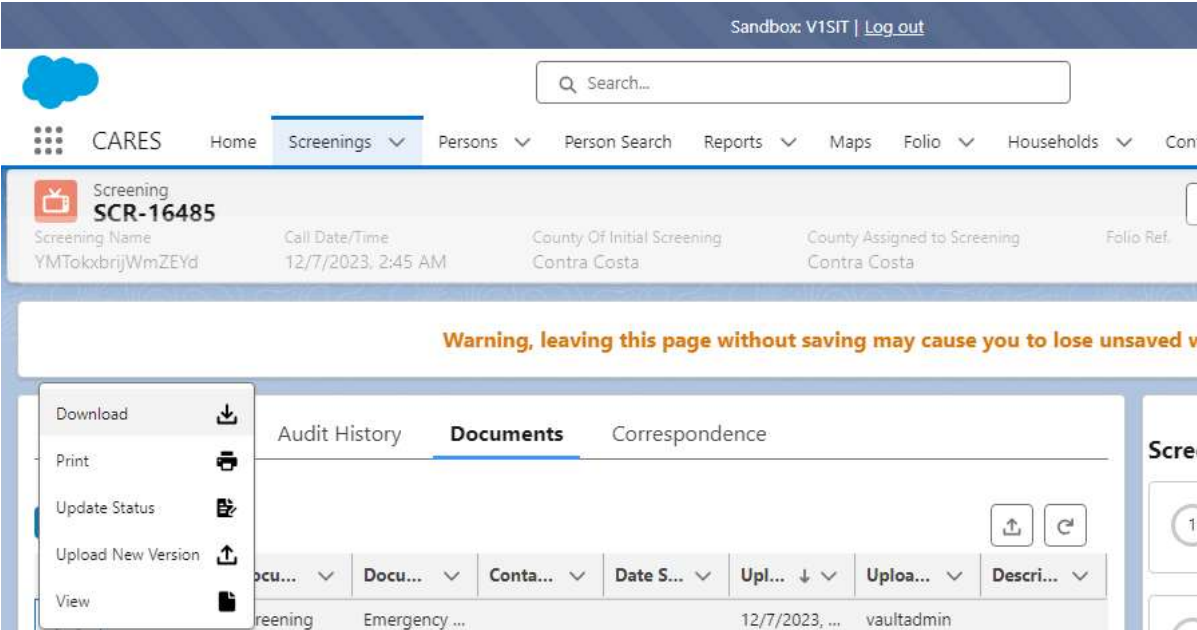 Sandbox: V1SIT | Log out
Search...
CARES Home Screenings Persons Person Search Reports Maps Folio Households Con
Screening
SCR-16485
Screening Name Call Date/Time County Of Initial Screening County Assigned to Screening Folio Ref.
YMTokxbrijWmZEYd 12/7/2023, 2:45 AM Contra Costa Contra Costa
Warning, leaving this page without saving may cause you to lose unsaved w
Download
Audit History Documents Correspondence
Scre
Print
Update Status
1
Upload New Version
ocu... Docu... Conta... Date S... Upl... Uploa... Descri...
View
reening Emergency ... 12/7/2023, ... vaultadmin